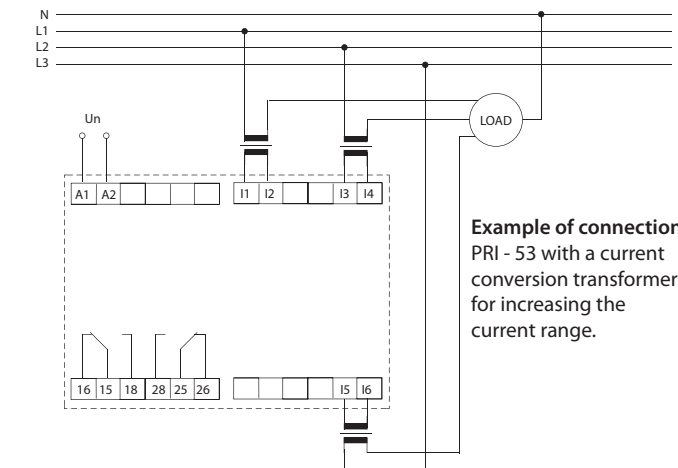 N
L1
L2
L3
Un
LOAD
A1 A2
I1 I2 I3 I4
Example of connection
PRI - 53 with a current
conversion transformer
for increasing the
current range.
16 15 18 28 25 26
I5 I6